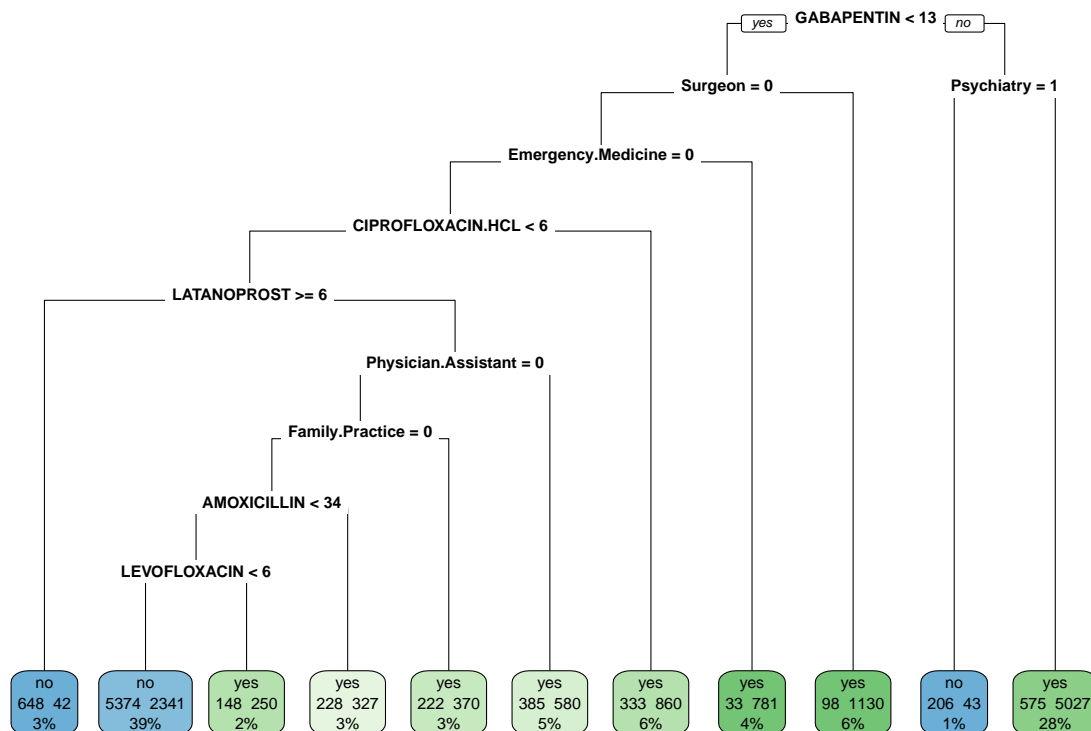 yes GABAPENTIN < 13 no
Surgeon = 0
Psychiatry = 1
Emergency.Medicine = 0
CIPROFLOXACIN.HCL < 6
LATANOPROST >= 6
Physician.Assistant = 0
Family.Practice = 0
AMOXICILLIN < 34
LEVOFLOXACIN < 6
no
648 42
3%
no
5374 2341
39%
yes
148 250
2%
yes
228 327
3%
yes
222 370
3%
yes
385 580
5%
yes
333 860
6%
yes
33 781
4%
yes
98 1130
6%
no
206 43
1%
yes
575 5027
28%